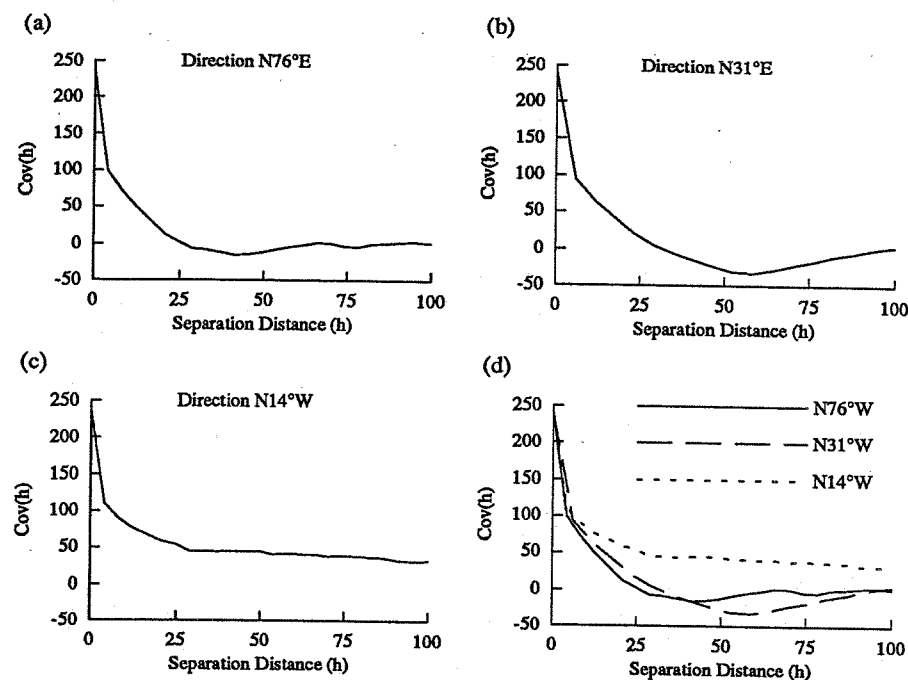 (a)
Direction N76°E
250
200
150
100
50
0
-50
Cov(h)
0 25 50 75 100
Separation Distance (h)
(b)
Direction N31°E
250
200
150
100
50
0
-50
Cov(h)
0 25 50 75 100
Separation Distance (h)
(c)
Direction N14°W
250
200
150
100
50
0
-50
Cov(h)
0 25 50 75 100
Separation Distance (h)
(d)
N76°W
N31°W
N14°W
250
200
150
100
50
0
-50
Cov(h)
0 25 50 75 100
Separation Distance (h)